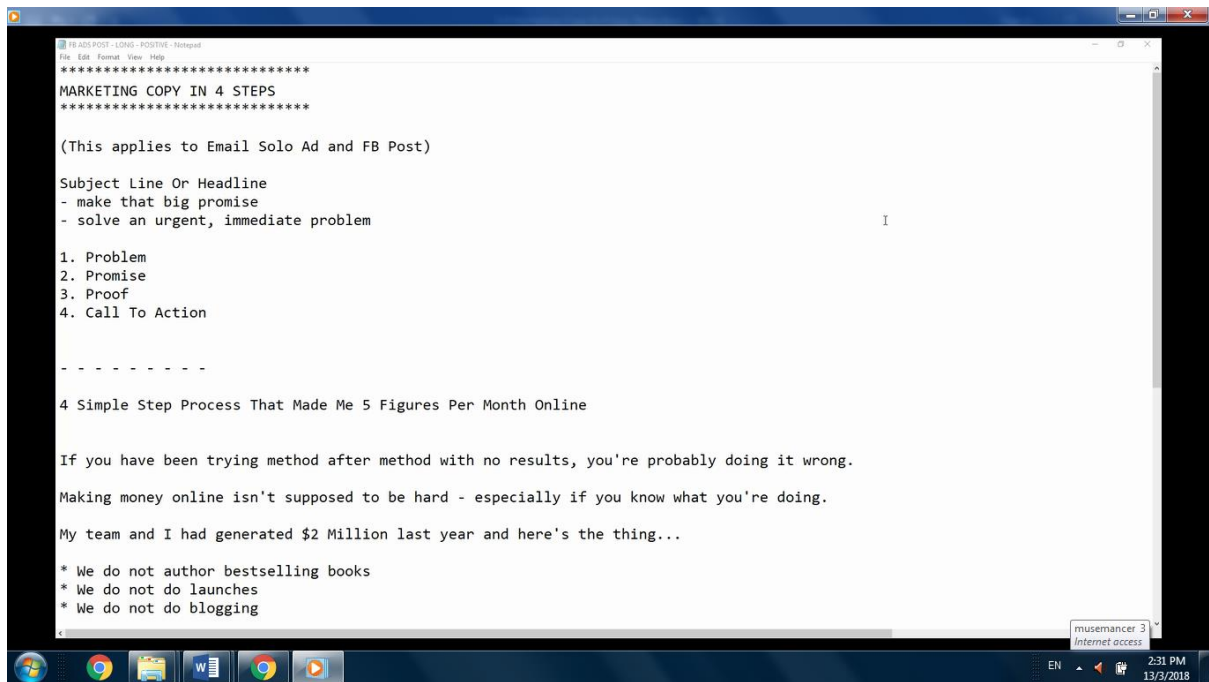 FB ADS POST - LONG - POSITIVE - Notepad
File Edit Format View Help
*****************************
MARKETING COPY IN 4 STEPS
*****************************
(This applies to Email Solo Ad and FB Post)
Subject Line Or Headline
- make that big promise
- solve an urgent, immediate problem
1. Problem
2. Promise
3. Proof
4. Call To Action
- - - - - - - - -
4 Simple Step Process That Made Me 5 Figures Per Month Online
If you have been trying method after method with no results, you're probably doing it wrong.
Making money online isn't supposed to be hard - especially if you know what you're doing.
My team and I had generated $2 Million last year and here's the thing...
* We do not author bestselling books
* We do not do launches
* We do not do blogging
musemancer 3
Internet access
EN
2:31 PM
13/3/2018